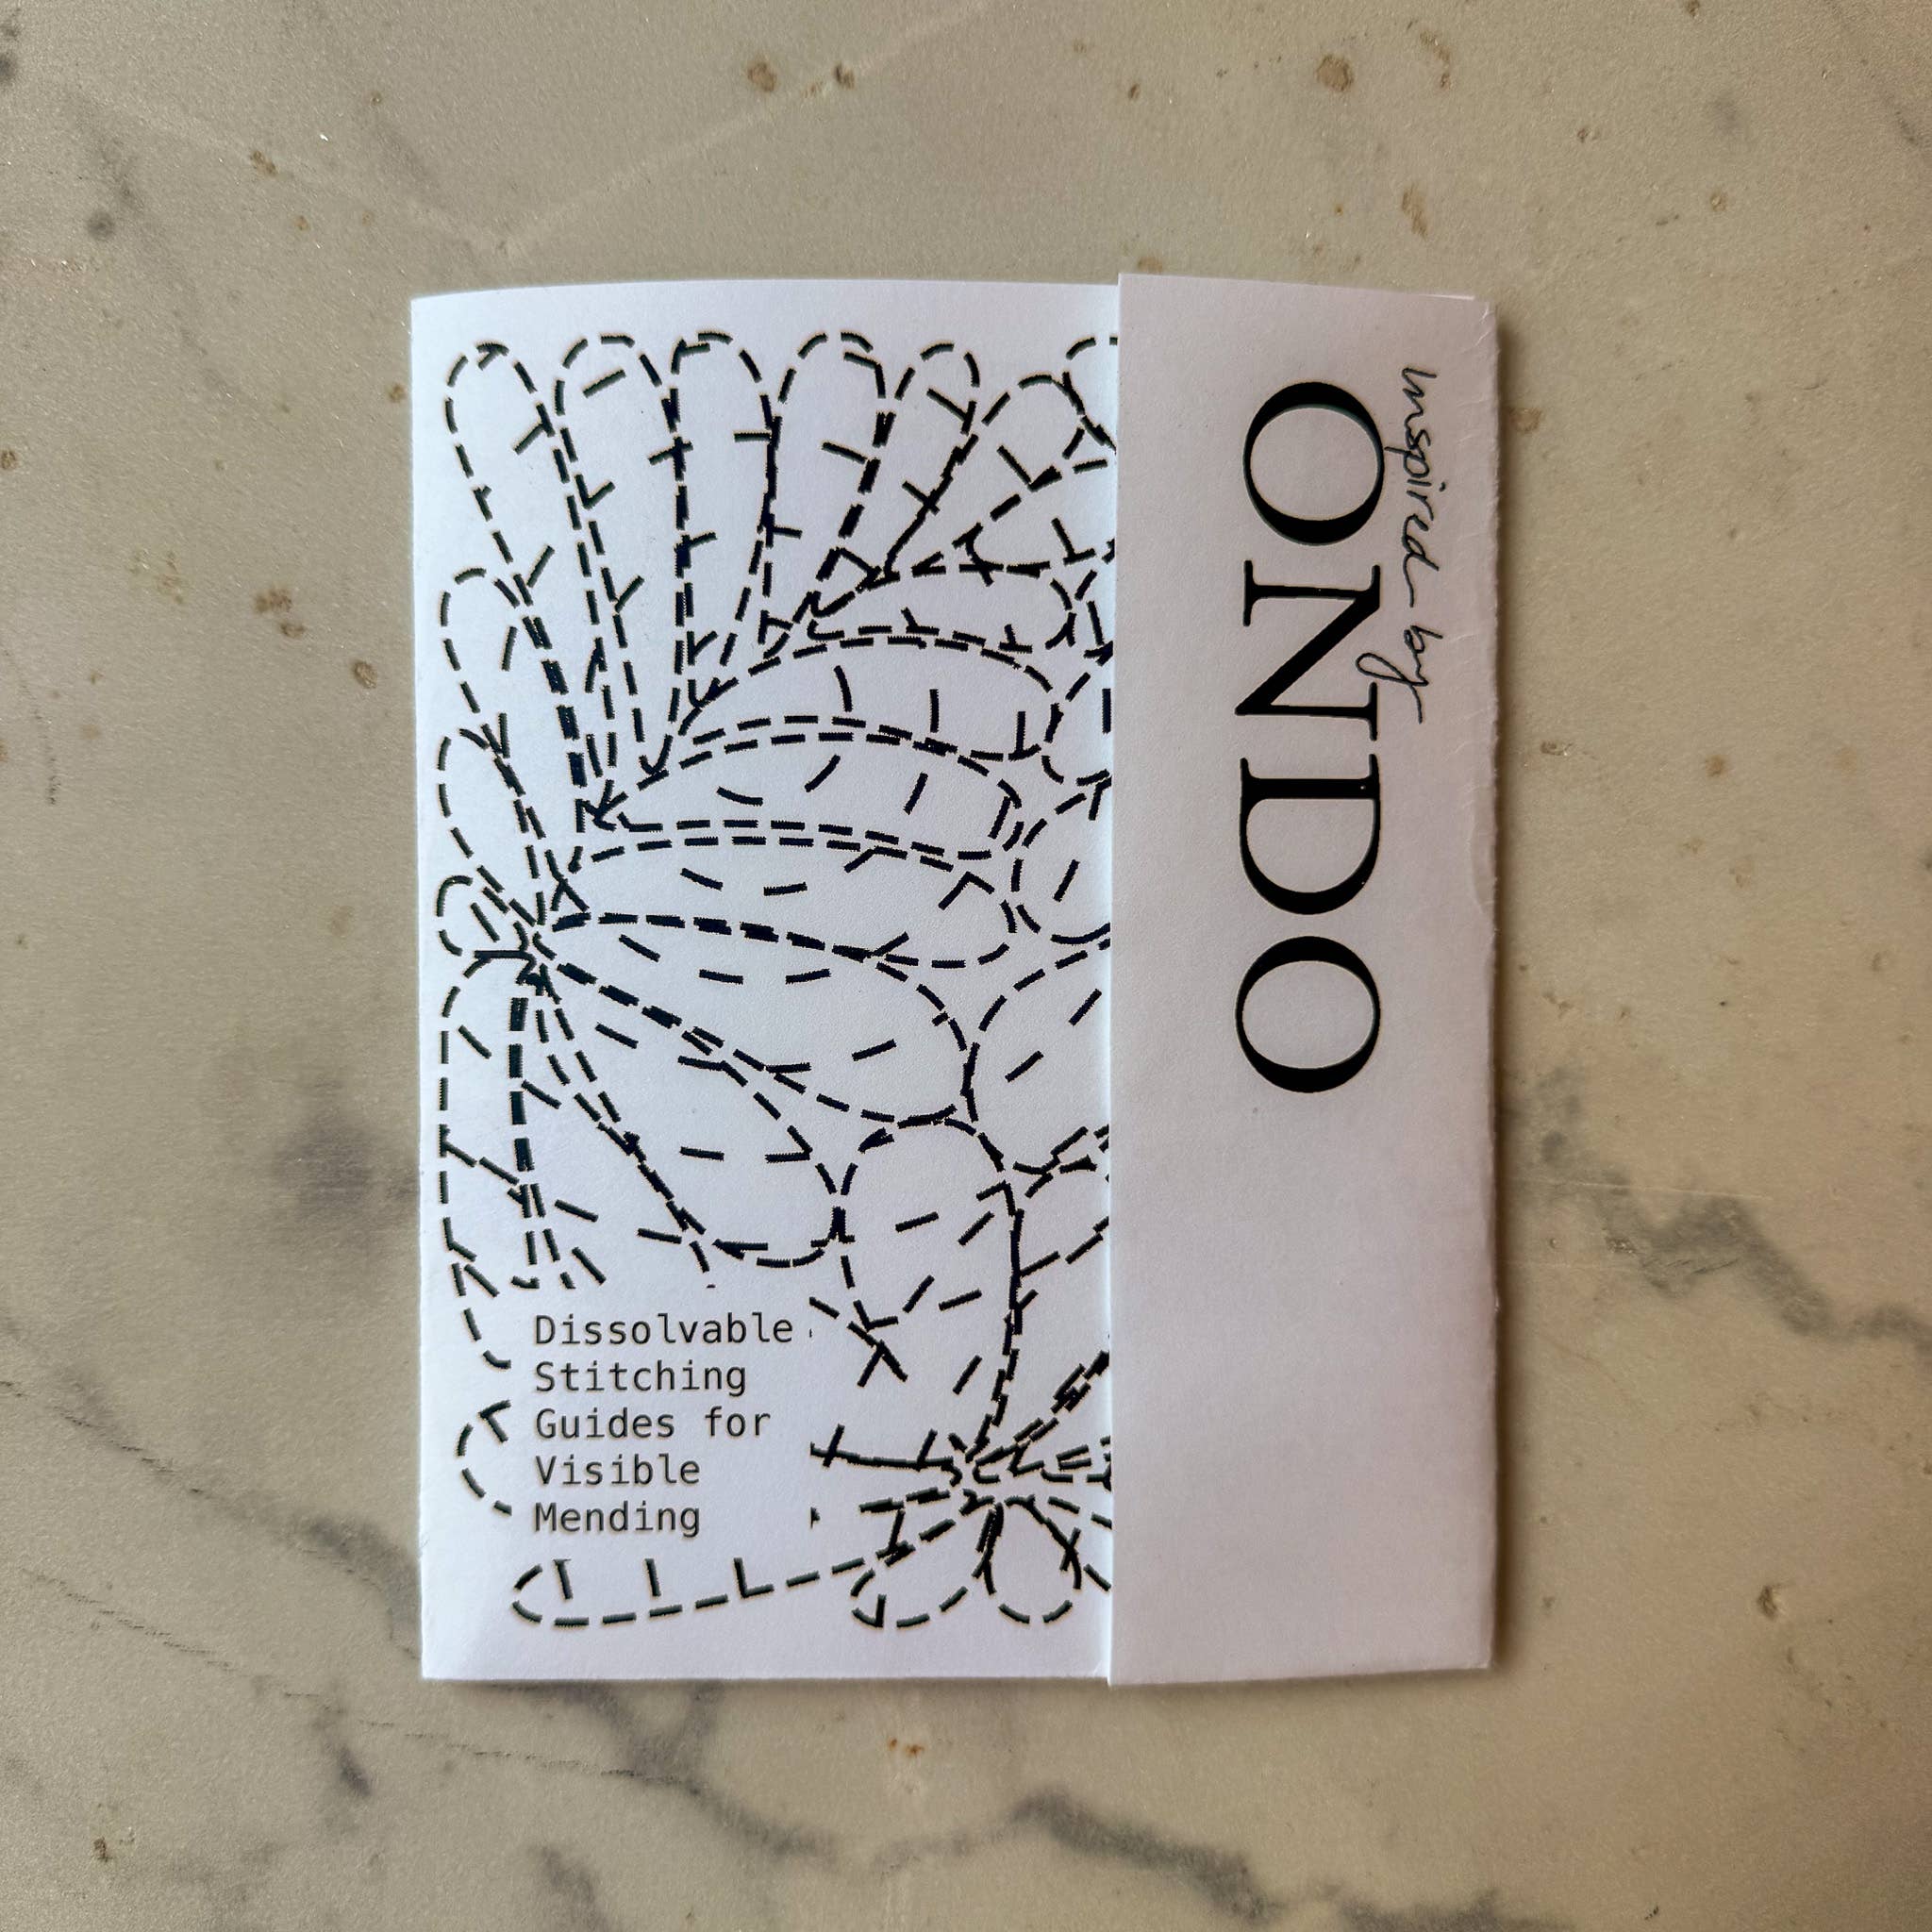 Dissolvable
Stitching
Guides for
Visible
Mending
Inspired by
ONDO